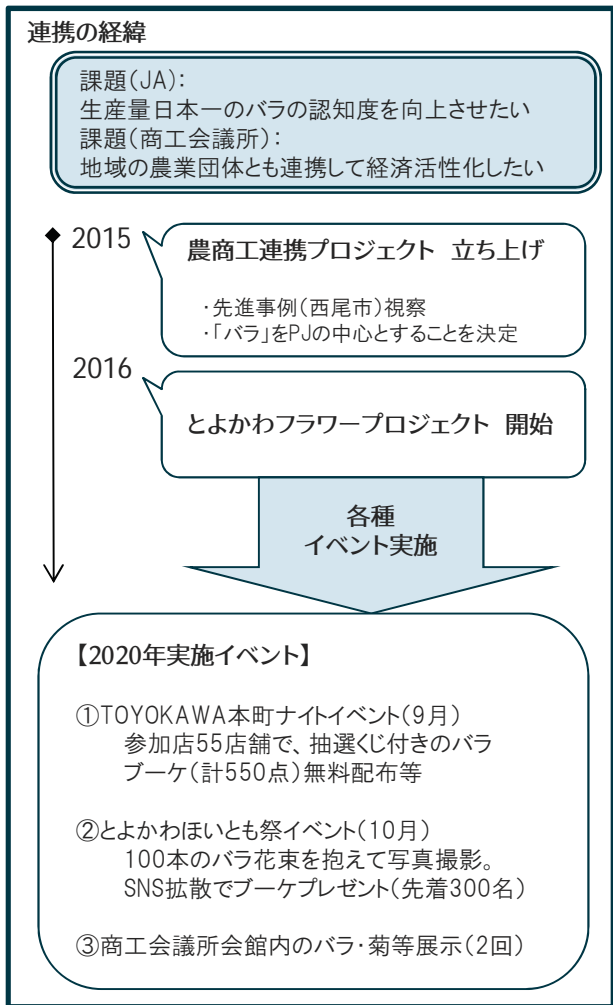 連携の経緯
課題(JA):
生産量日本一のバラの認知度を向上させたい
課題(商工会議所):
地域の農業団体とも連携して経済活性化したい
2015
農商工連携プロジェクト 立ち上げ
・先進事例(西尾市)視察
・「バラ」をPJの中心とすることを決定
2016
とよかわフラワープロジェクト 開始
各種
イベント実施
【2020年実施イベント】
①TOYOKAWA本町ナイトイベント(9月)
参加店55店舗で、抽選くじ付きのバラ
ブーケ(計550点)無料配布等
②とよかわほいとも祭イベント(10月)
100本のバラ花束を抱えて写真撮影。
SNS拡散でブーケプレゼント(先着300名)
③商工会議所会館内のバラ・菊等展示(2回)